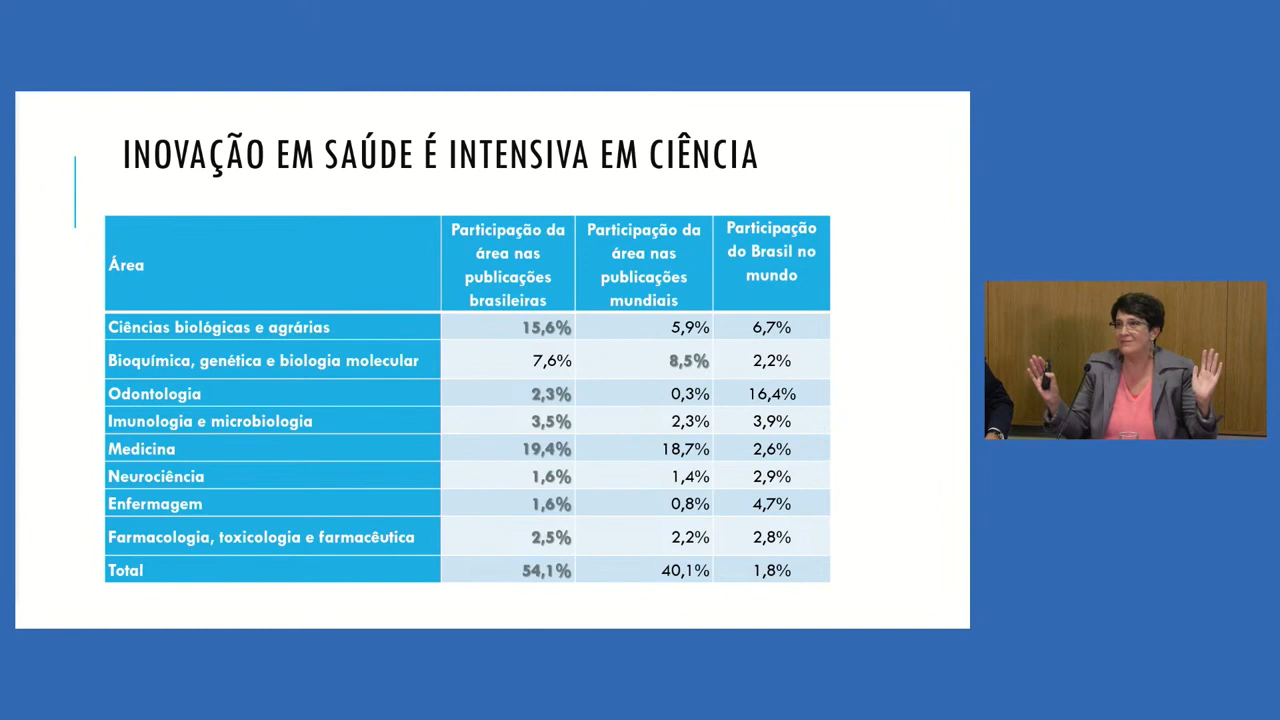 INOVAÇÃO EM SAÚDE É INTENSIVA EM CIÊNCIA
Área
Participação da
área nas
publicações
brasileiras
Participação da
área nas
publicações
mundiais
Participação
do Brasil no
mundo
Ciências biológicas e agrárias 15,6% 5,9% 6,7%
Bioquímica, genética e biologia molecular 7,6% 8,5% 2,2%
Odontologia 2,3% 0,3% 16,4%
Imunologia e microbiologia 3,5% 2,3% 3,9%
Medicina 19,4% 18,7% 2,6%
Neurociência 1,6% 1,4% 2,9%
Enfermagem 1,6% 0,8% 4,7%
Farmacologia, toxicologia e farmacêutica 2,5% 2,2% 2,8%
Total 54,1% 40,1% 1,8%